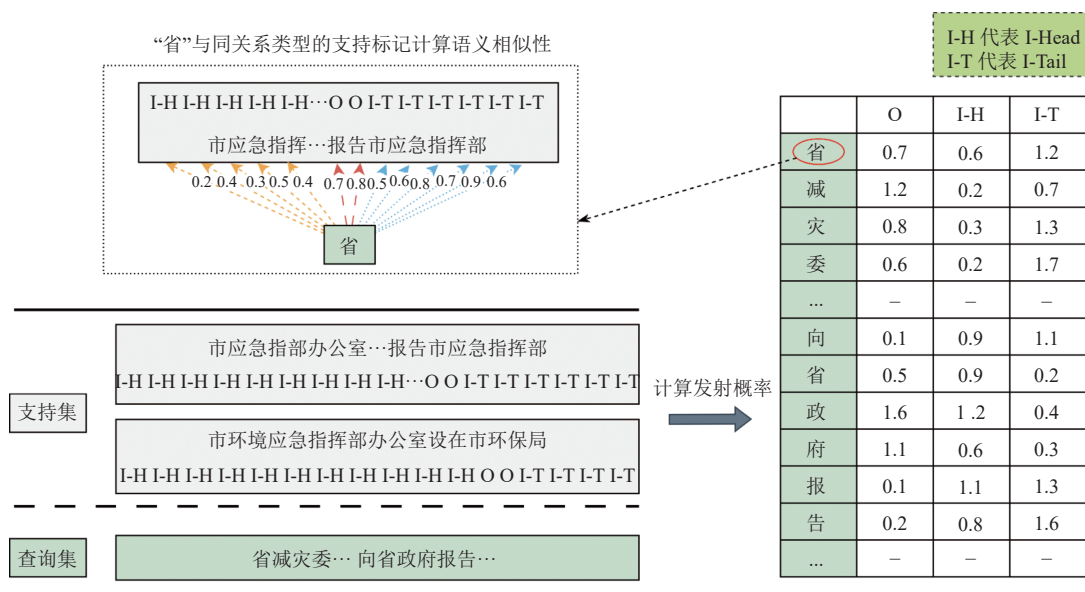 “省”与同关系类型的支持标记计算语义相似性
I-H I-H I-H I-H I-H…O O I-T I-T I-T I-T I-T I-T
市应急指挥…报告市应急指挥部
0.2 0.4 0.3 0.5 0.4 0.7 0.8 0.5 0.6 0.8 0.7 0.9 0.6
省
市应急指部办公室…报告市应急指挥部
I-H I-H I-H I-H I-H I-H I-H I-H I-H…O O I-T I-T I-T I-T I-T I-T
支持集
市环境应急指挥部办公室设在市环保局
I-H I-H I-H I-H I-H I-H I-H I-H I-H I-H I-H O O I-T I-T I-T I-T
查询集
省减灾委… 向省政府报告…
计算发射概率
I-H 代表 I-Head
I-T 代表 I-Tail
O I-H I-T
省 0.7 0.6 1.2
减 1.2 0.2 0.7
灾 0.8 0.3 1.3
委 0.6 0.2 1.7
... – – –
向 0.1 0.9 1.1
省 0.5 0.9 0.2
政 1.6 1 .2 0.4
府 1.1 0.6 0.3
报 0.1 1.1 1.3
告 0.2 0.8 1.6
... – – –